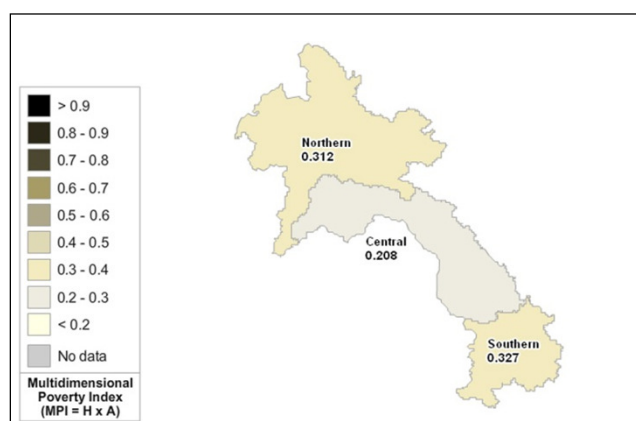 > 0.9
0.8 - 0.9
0.7 - 0.8
0.6 - 0.7
0.5 - 0.6
0.4 - 0.5
0.3 - 0.4
0.2 - 0.3
< 0.2
No data
Multidimensional
Poverty Index
(MPI = H x A)
Northern
0.312
Central
0.208
Southern
0.327